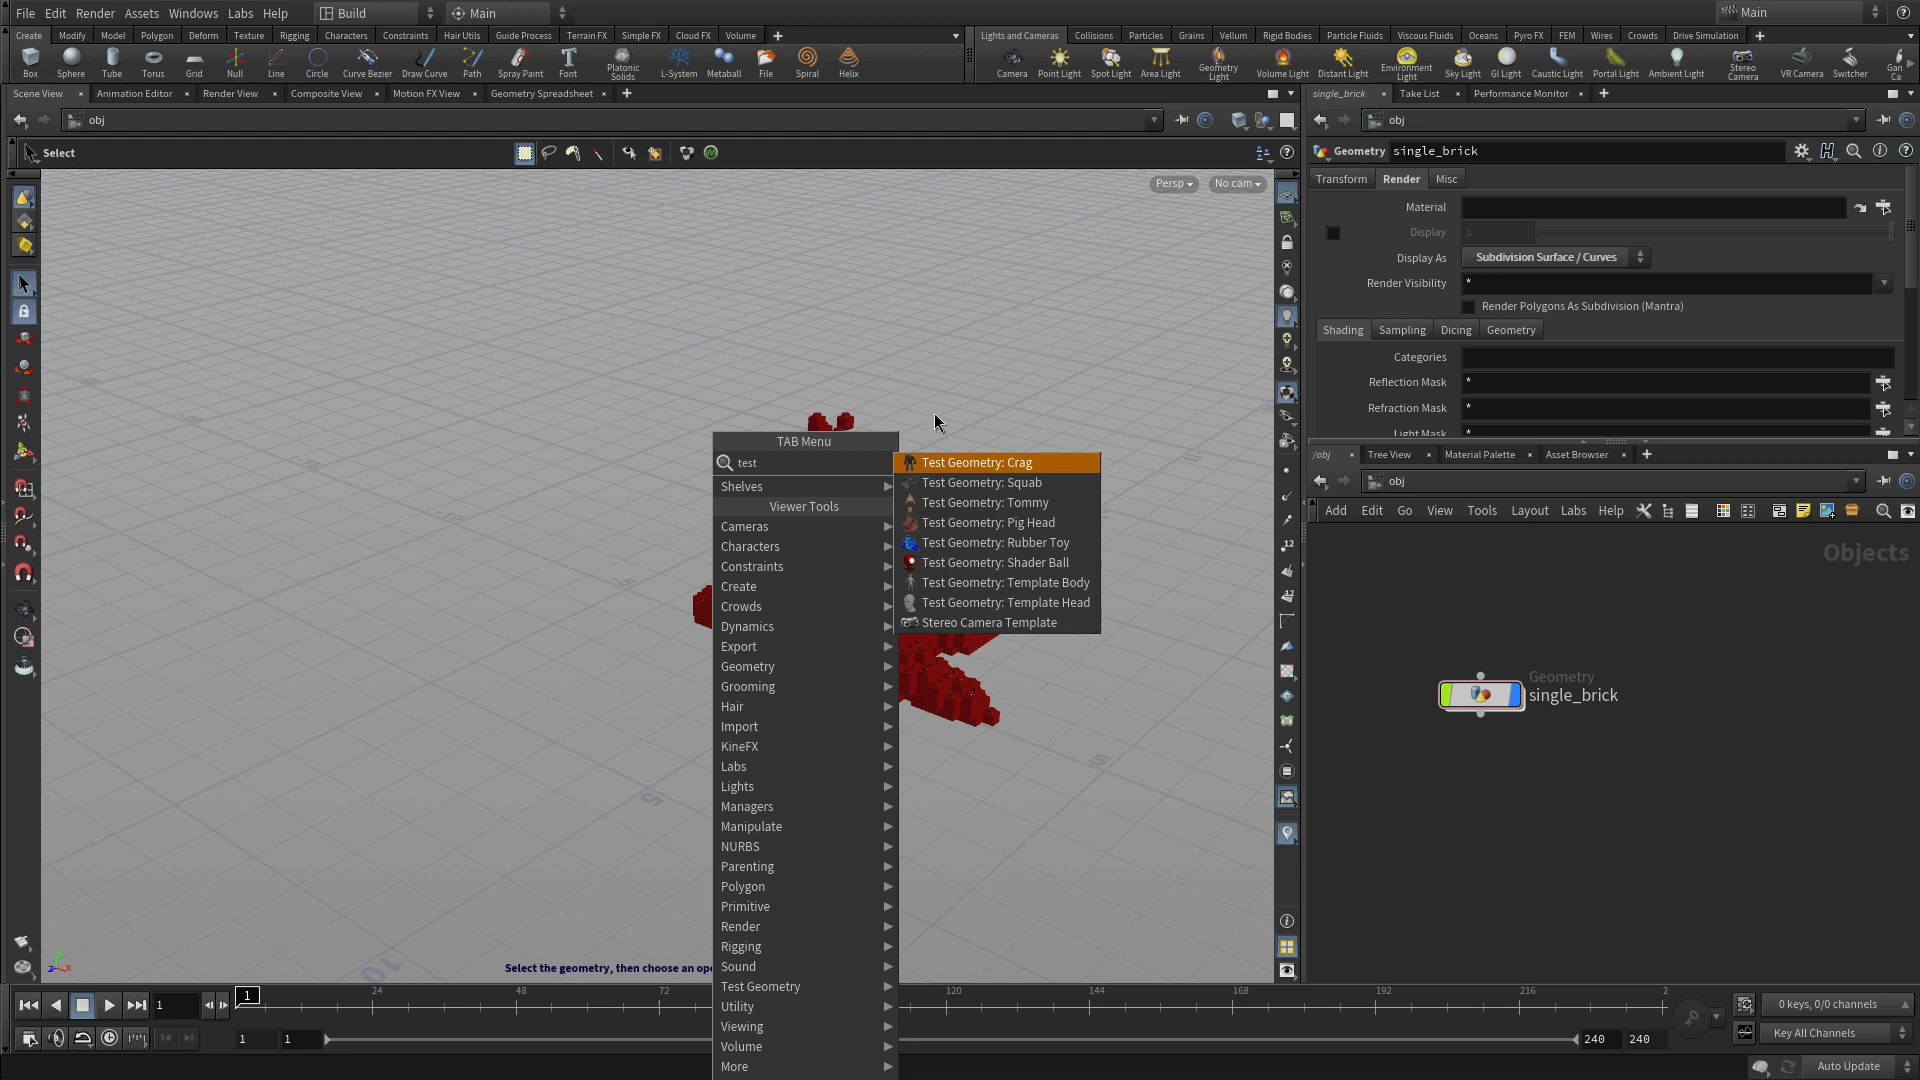 File Edit Render Assets Windows Labs Help Build Main Main
Create Modify Model Polygon Deform Texture Rigging Characters Constraints Hair Utils Guide Process Terrain FX Simple FX Cloud FX Volume
Lights and Cameras Collisions Particles Grains Vellum Rigid Bodies Particle Fluids Viscous Fluids Oceans Pyro FX FEM Wires Crowds Drive Simulation
Box Sphere Tube Torus Grid Null Line Circle Curve Bezier Draw Curve Path Spray Paint Font Platonic Solids L-System Metaball File Spiral Helix
Camera Point Light Spot Light Area Light Geometry Light Volume Light Distant Light Environment Light Sky Light GI Light Caustic Light Portal Light Ambient Light Stereo Camera VR Camera Switcher Gan Ca
Scene View Animation Editor Render View Composite View Motion FX View Geometry Spreadsheet
single_brick Take List Performance Monitor
obj
obj
Select
Geometry single_brick
Persp No cam
Transform Render Misc
Material
Display 1
Display As Subdivision Surface / Curves
Render Visibility *
Render Polygons As Subdivision (Mantra)
Shading Sampling Dicing Geometry
Categories
Reflection Mask *
Refraction Mask *
Light Mask *
/obj Tree View Material Palette Asset Browser
obj
Add Edit Go View Tools Layout Labs Help
Objects
Geometry
single_brick
TAB Menu
test
Shelves
Viewer Tools
Cameras
Characters
Constraints
Create
Crowds
Dynamics
Export
Geometry
Grooming
Hair
Import
KineFX
Labs
Lights
Managers
Manipulate
NURBS
Parenting
Polygon
Primitive
Render
Rigging
Sound
Test Geometry
Utility
Viewing
Volume
More
Test Geometry: Crag
Test Geometry: Squab
Test Geometry: Tommy
Test Geometry: Pig Head
Test Geometry: Rubber Toy
Test Geometry: Shader Ball
Test Geometry: Template Body
Test Geometry: Template Head
Stereo Camera Template
12
12
5
5
5
10
Select the geometry, then choose an ope
1 1 24 48 72 120 144 168 192 216 2
0 keys, 0/0 channels
1 1 240 240
Key All Channels
Auto Update